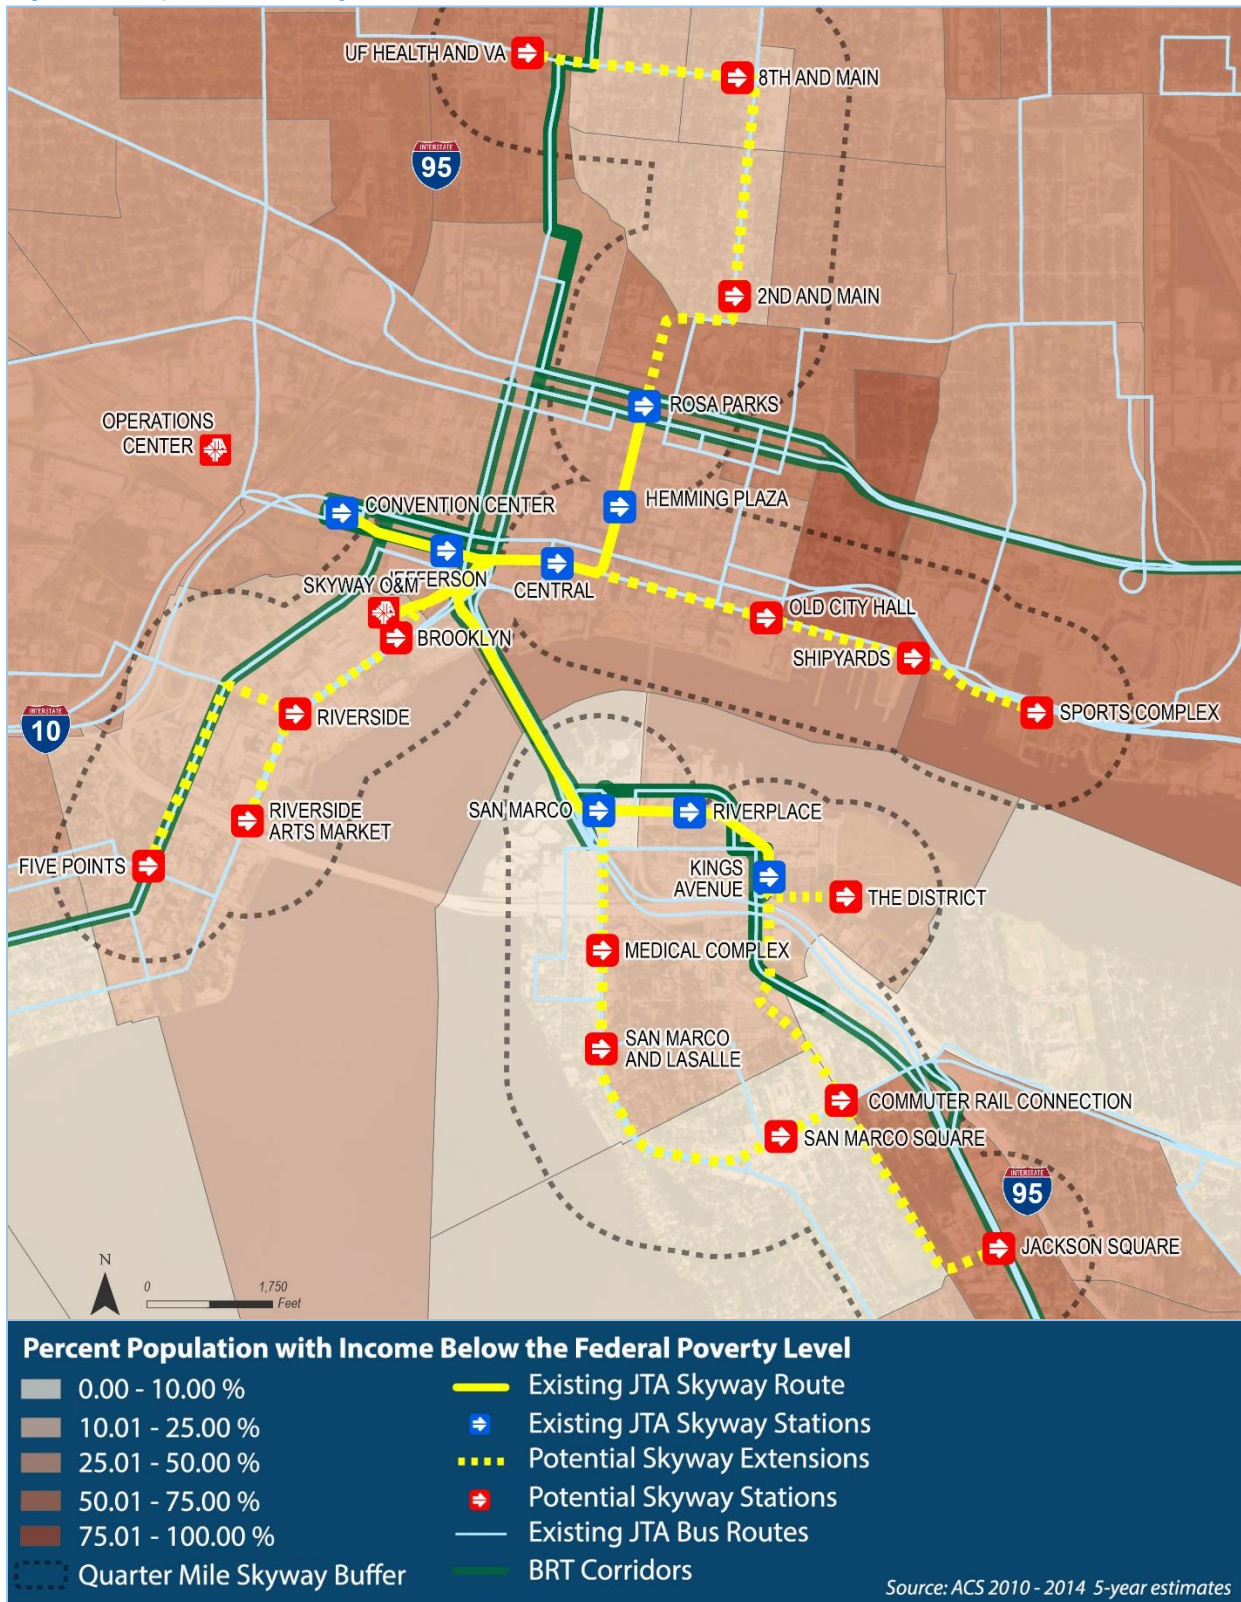 UF HEALTH AND VA
8TH AND MAIN
INTERSTATE
95
2ND AND MAIN
ROSA PARKS
OPERATIONS
CENTER
CONVENTION CENTER
HEMMING PLAZA
JEFFERSON
SKYWAY O&M
CENTRAL
OLD CITY HALL
BROOKLYN
SHIPYARDS
INTERSTATE
10
RIVERSIDE
SPORTS COMPLEX
SAN MARCO
RIVERPLACE
RIVERSIDE
ARTS MARKET
FIVE POINTS
KINGS
AVENUE
THE DISTRICT
MEDICAL COMPLEX
SAN MARCO
AND LASALLE
COMMUTER RAIL CONNECTION
SAN MARCO SQUARE
INTERSTATE
95
JACKSON SQUARE
N
0 1,750
Feet
Percent Population with Income Below the Federal Poverty Level
0.00 - 10.00 %
10.01 - 25.00 %
25.01 - 50.00 %
50.01 - 75.00 %
75.01 - 100.00 %
Quarter Mile Skyway Buffer
Existing JTA Skyway Route
Existing JTA Skyway Stations
Potential Skyway Extensions
Potential Skyway Stations
Existing JTA Bus Routes
BRT Corridors
Source: ACS 2010 - 2014 5-year estimates